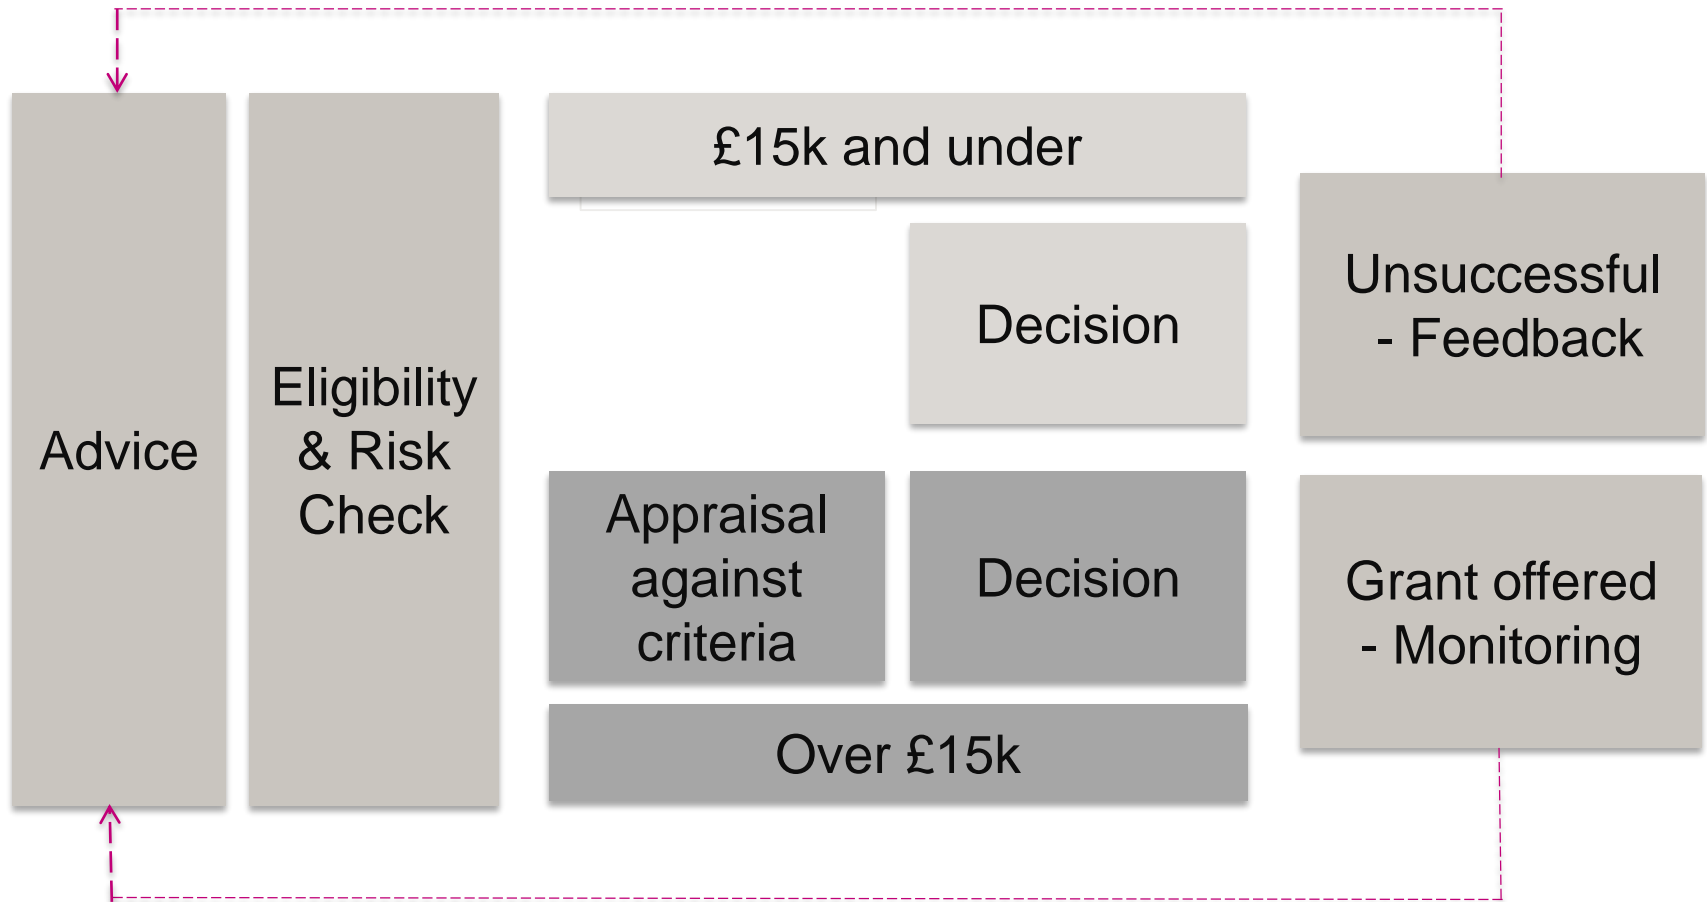 Advice
Eligibility
& Risk
Check
£15k and under
Decision
Appraisal
against
criteria
Decision
Over £15k
Unsuccessful
- Feedback
Grant offered
- Monitoring